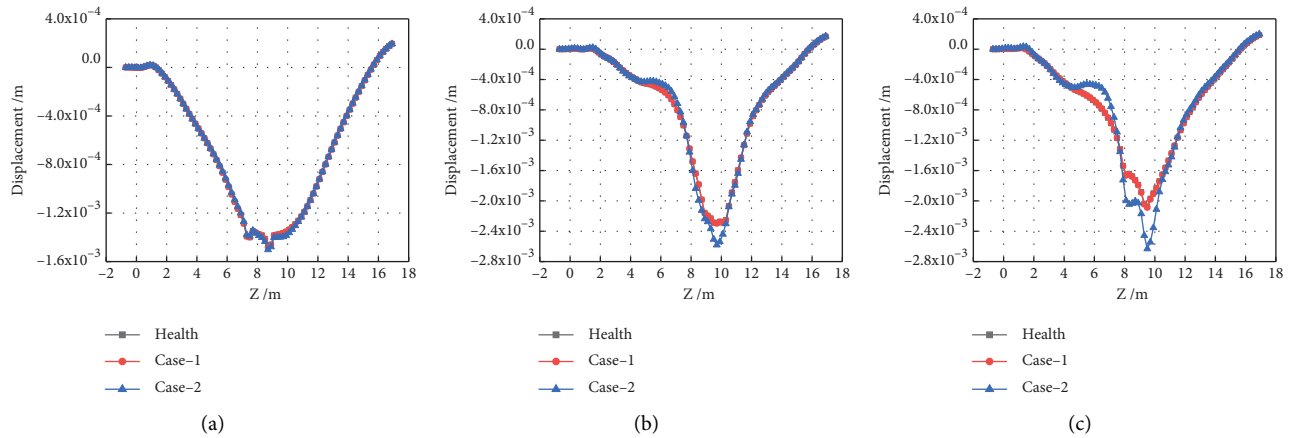 4.0x10⁻⁴
0.0
−4.0x10⁻⁴
−8.0x10⁻⁴
−1.2x10⁻³
−1.6x10⁻³
Displacement /m
−2 0 2 4 6 8 10 12 14 16 18
Z /m
Health
Case−1
Case−2
(a)
4.0x10⁻⁴
0.0
−4.0x10⁻⁴
−8.0x10⁻⁴
−1.2x10⁻³
−1.6x10⁻³
−2.0x10⁻³
−2.4x10⁻³
−2.8x10⁻³
Displacement /m
−2 0 2 4 6 8 10 12 14 16 18
Z /m
Health
Case−1
Case−2
(b)
4.0x10⁻⁴
0.0
−4.0x10⁻⁴
−8.0x10⁻⁴
−1.2x10⁻³
−1.6x10⁻³
−2.0x10⁻³
−2.4x10⁻³
−2.8x10⁻³
Displacement /m
−2 0 2 4 6 8 10 12 14 16 18
Z /m
Health
Case−1
Case−2
(c)